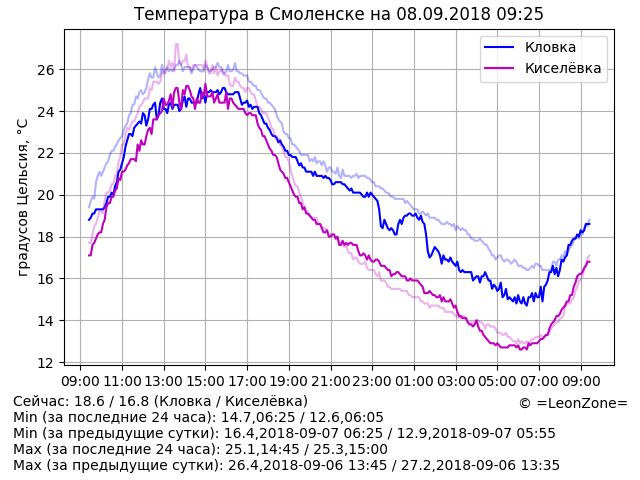 Температура в Смоленске на 08.09.2018 09:25
Кловка
Киселёвка
градусов Цельсия, °C
26
24
22
20
18
16
14
12
09:00 11:00 13:00 15:00 17:00 19:00 21:00 23:00 01:00 03:00 05:00 07:00 09:00
Сейчас: 18.6 / 16.8 (Кловка / Киселёвка)
© =LeonZone=
Min (за последние 24 часа): 14.7,06:25 / 12.6,06:05
Min (за предыдущие сутки): 16.4,2018-09-07 06:25 / 12.9,2018-09-07 05:55
Max (за последние 24 часа): 25.1,14:45 / 25.3,15:00
Max (за предыдущие сутки): 26.4,2018-09-06 13:45 / 27.2,2018-09-06 13:35